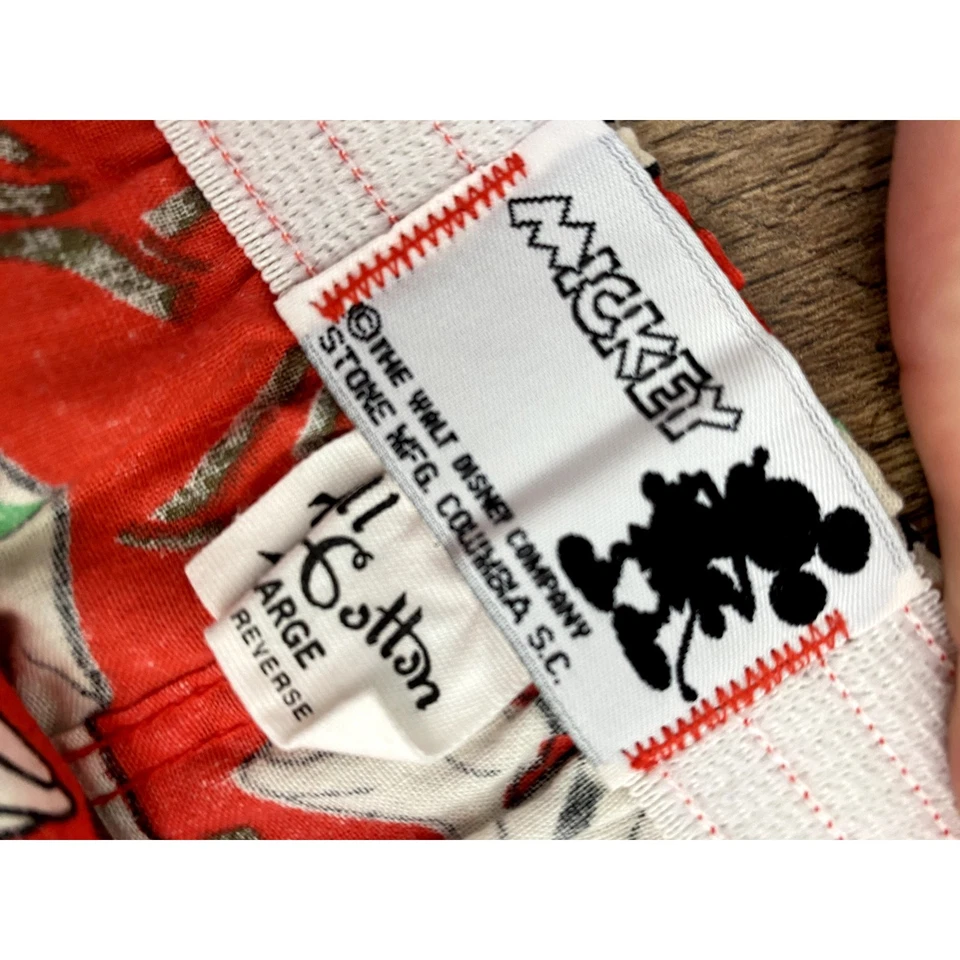 MICKEY
©THE WALT DISNEY COMPANY
STONE MFG. COLUMBIA S.C.
All
Cotton
LARGE
REVERSE